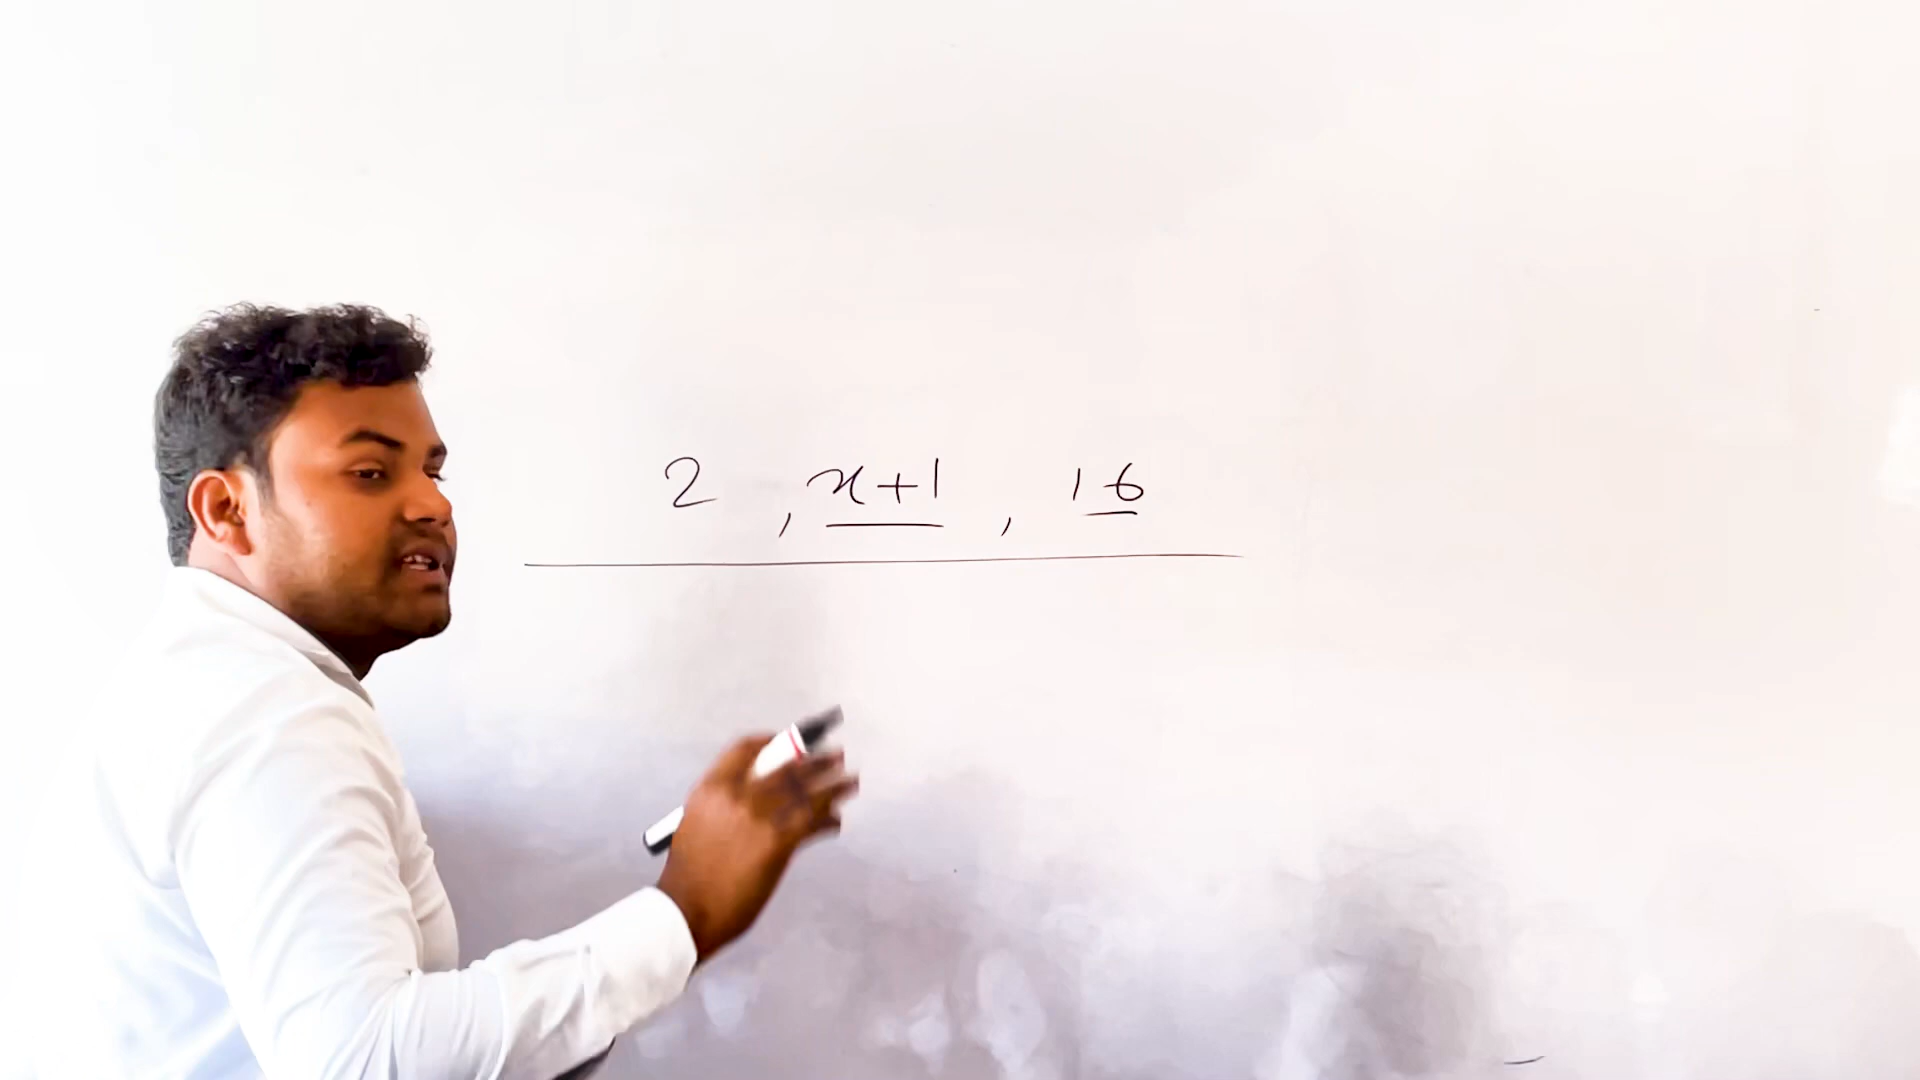 2 , x+1 , 16